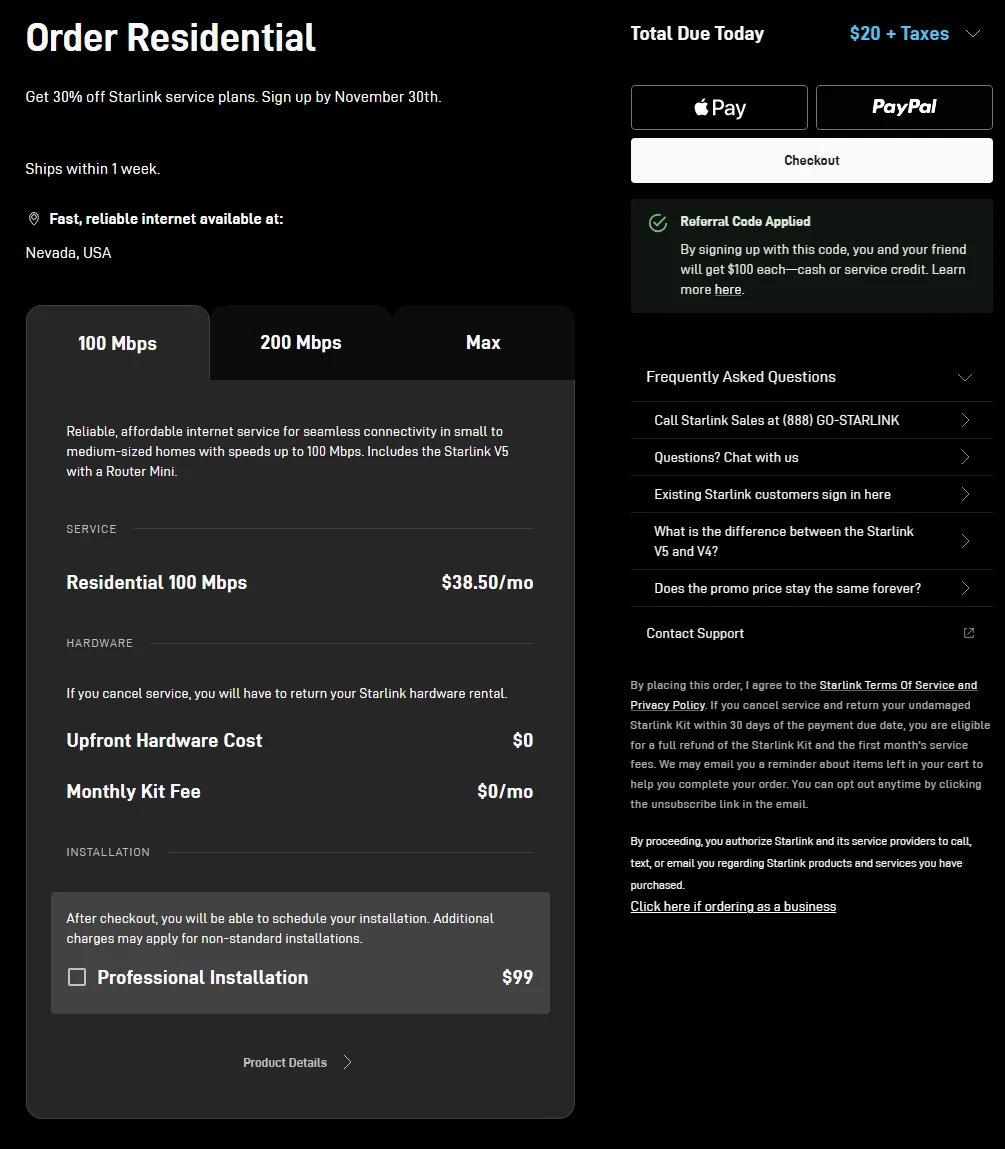 Order Residential
Get 30% off Starlink service plans. Sign up by November 30th.
Ships within 1 week.
Fast, reliable internet available at:
Nevada, USA
100 Mbps
200 Mbps
Max
Reliable, affordable internet service for seamless connectivity in small to
medium-sized homes with speeds up to 100 Mbps. Includes the Starlink V5
with a Router Mini.
SERVICE
Residential 100 Mbps $38.50/mo
HARDWARE
If you cancel service, you will have to return your Starlink hardware rental.
Upfront Hardware Cost $0
Monthly Kit Fee $0/mo
INSTALLATION
After checkout, you will be able to schedule your installation. Additional
charges may apply for non-standard installations.
Professional Installation $99
Product Details
Total Due Today $20 + Taxes
Pay
PayPal
Checkout
Referral Code Applied
By signing up with this code, you and your friend
will get $100 each—cash or service credit. Learn
more here.
Frequently Asked Questions
Call Starlink Sales at (888) GO-STARLINK
Questions? Chat with us
Existing Starlink customers sign in here
What is the difference between the Starlink
V5 and V4?
Does the promo price stay the same forever?
Contact Support
By placing this order, I agree to the Starlink Terms Of Service and
Privacy Policy. If you cancel service and return your undamaged
Starlink Kit within 30 days of the payment due date, you are eligible
for a full refund of the Starlink Kit and the first month's service
fees. We may email you a reminder about items left in your cart to
help you complete your order. You can opt out anytime by clicking
the unsubscribe link in the email.
By proceeding, you authorize Starlink and its service providers to call,
text, or email you regarding Starlink products and services you have
purchased.
Click here if ordering as a business